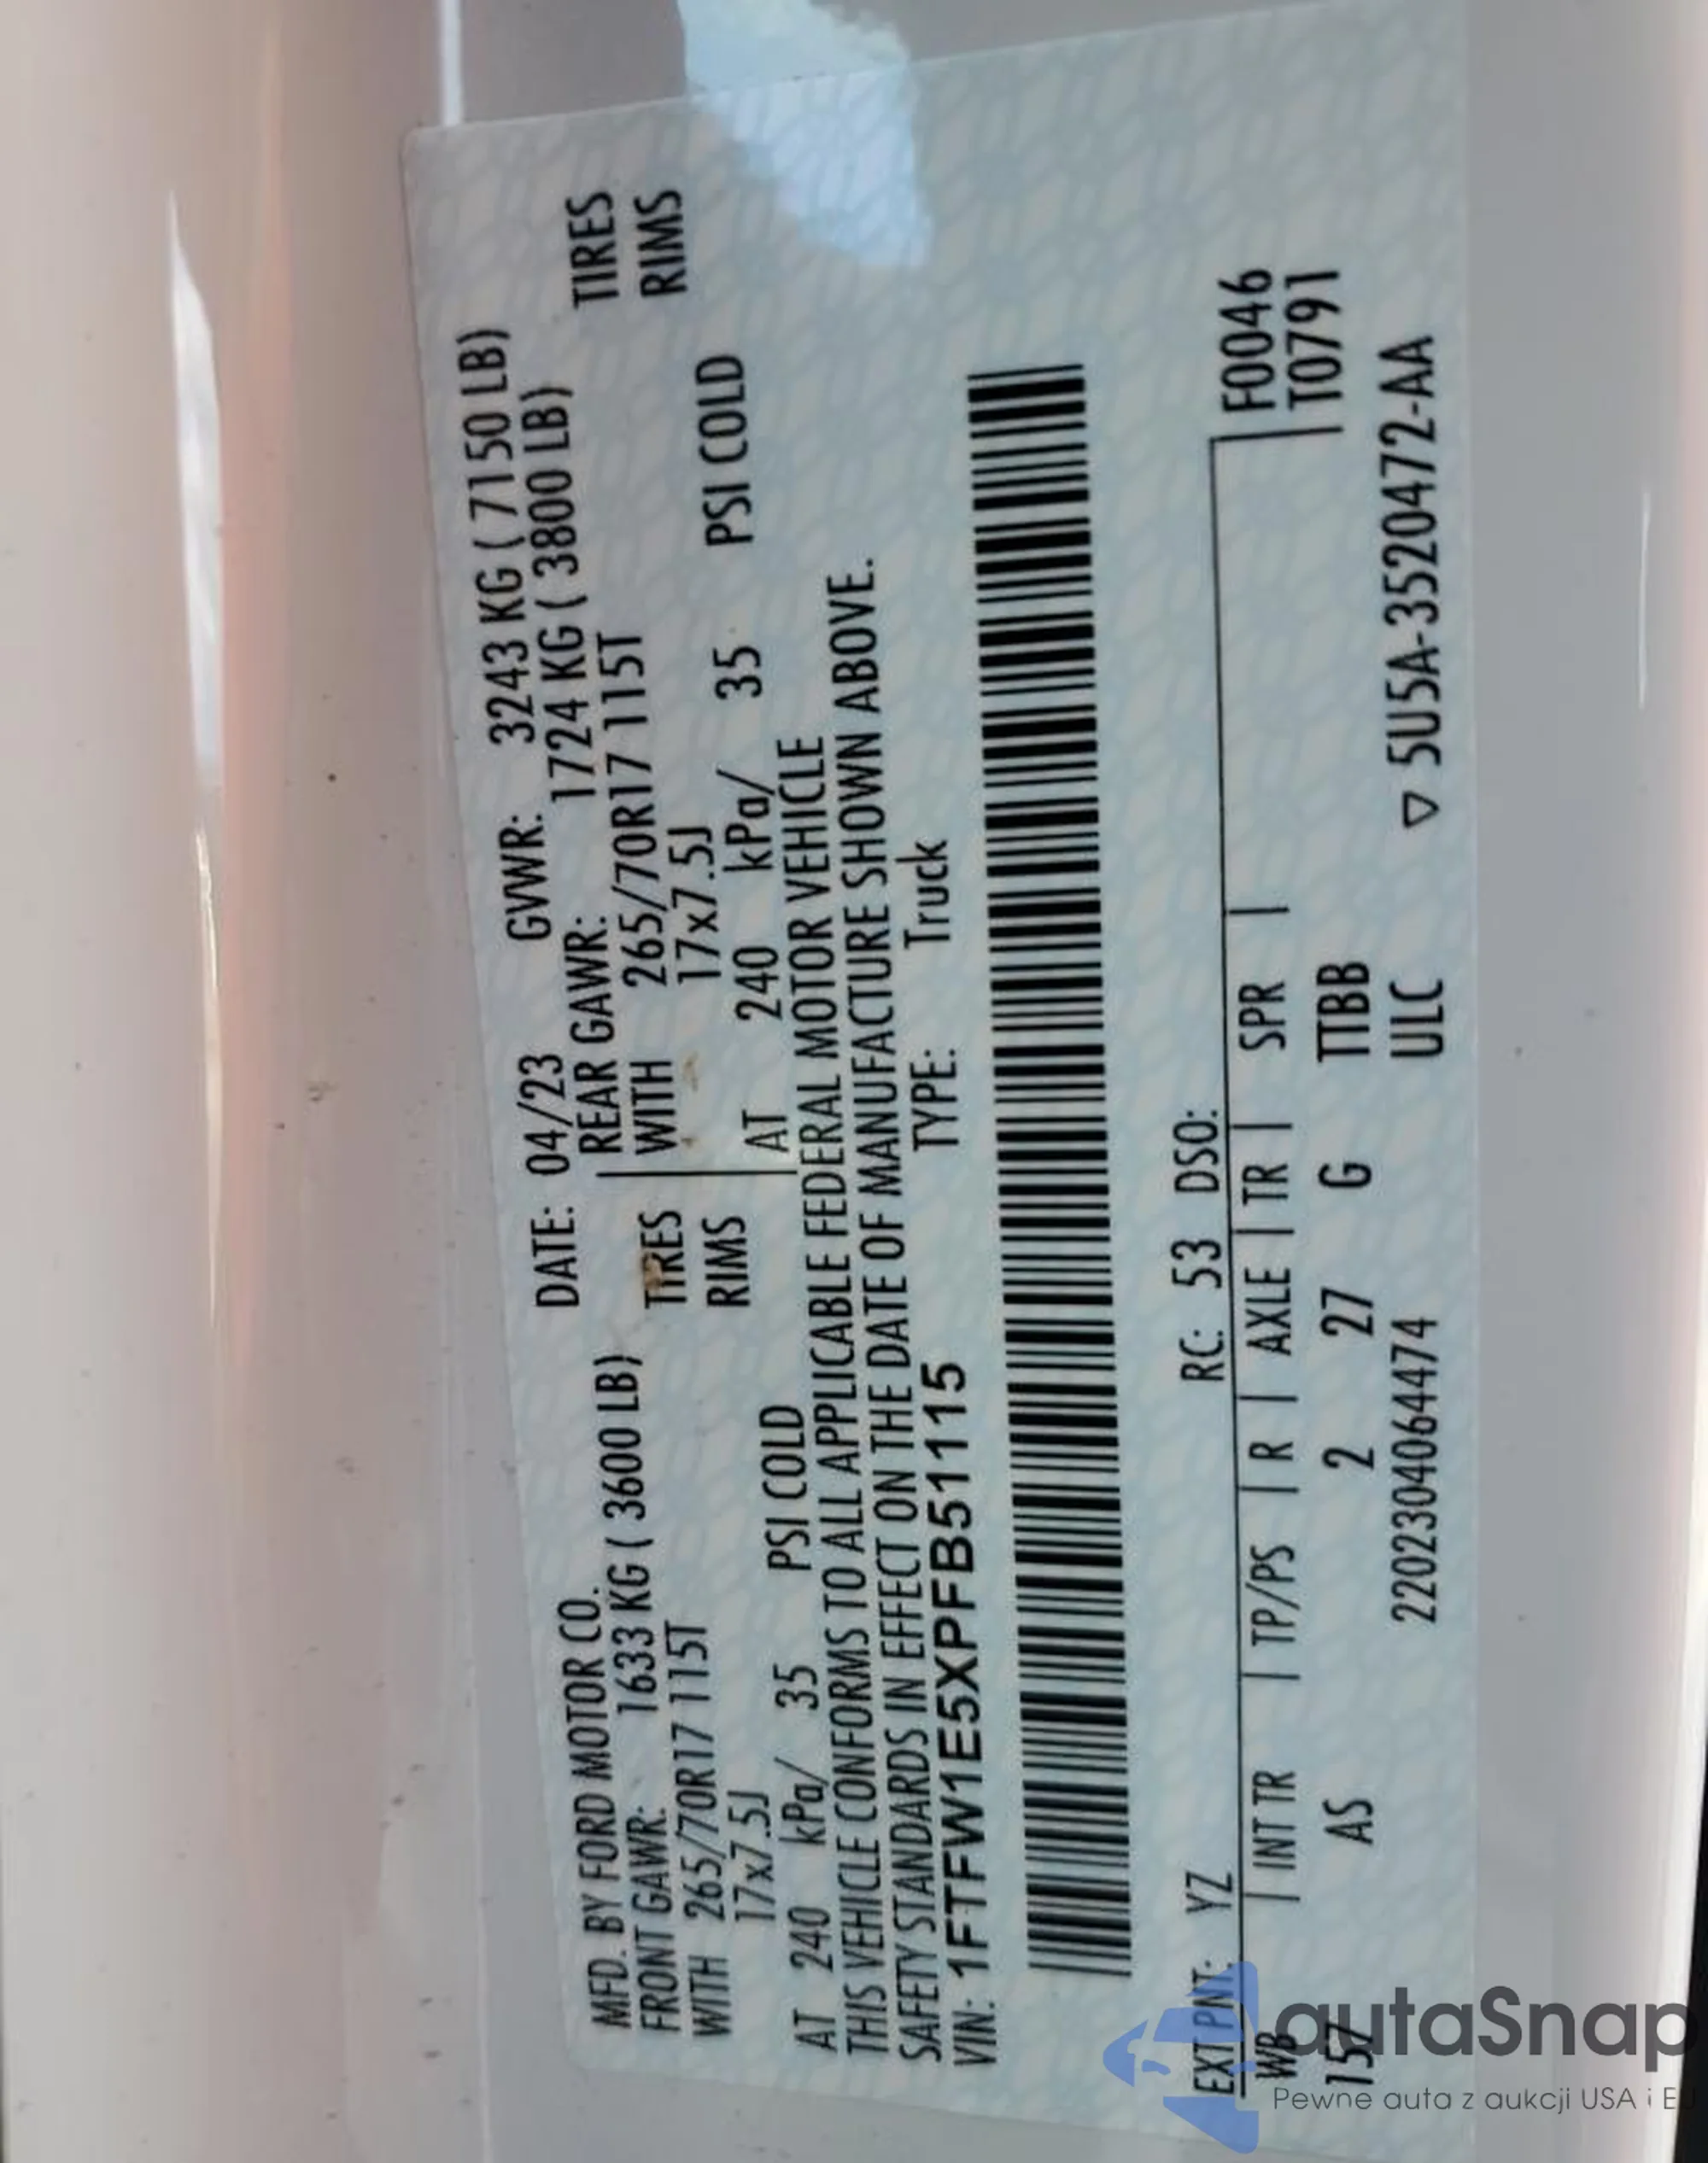 MFD. BY FORD MOTOR CO. DATE: 04/23 GVWR: 3243 KG ( 7150 LB)
FRONT GAWR: 1633 KG ( 3600 LB) REAR GAWR: 1724 KG ( 3800 LB)
WITH 265/70R17 115T TIRES WITH 265/70R17 115T TIRES
17x7.5J RIMS 17x7.5J RIMS
AT 240 kPa/ 35 PSI COLD AT 240 kPa/ 35 PSI COLD
THIS VEHICLE CONFORMS TO ALL APPLICABLE FEDERAL MOTOR VEHICLE
SAFETY STANDARDS IN EFFECT ON THE DATE OF MANUFACTURE SHOWN ABOVE.
VIN: 1FTFW1E5XPFB51115 TYPE: Truck
EXT PNT: YZ RC: 53 DSO:
WB INT TR TP/PS R AXLE TR SPR F0046
157 AS 2 27 G TTBB T0791
2202304064474 ULC ▽ 5U5A-3520472-AA
autaSnap
Pewne auta z aukcji USA i EU